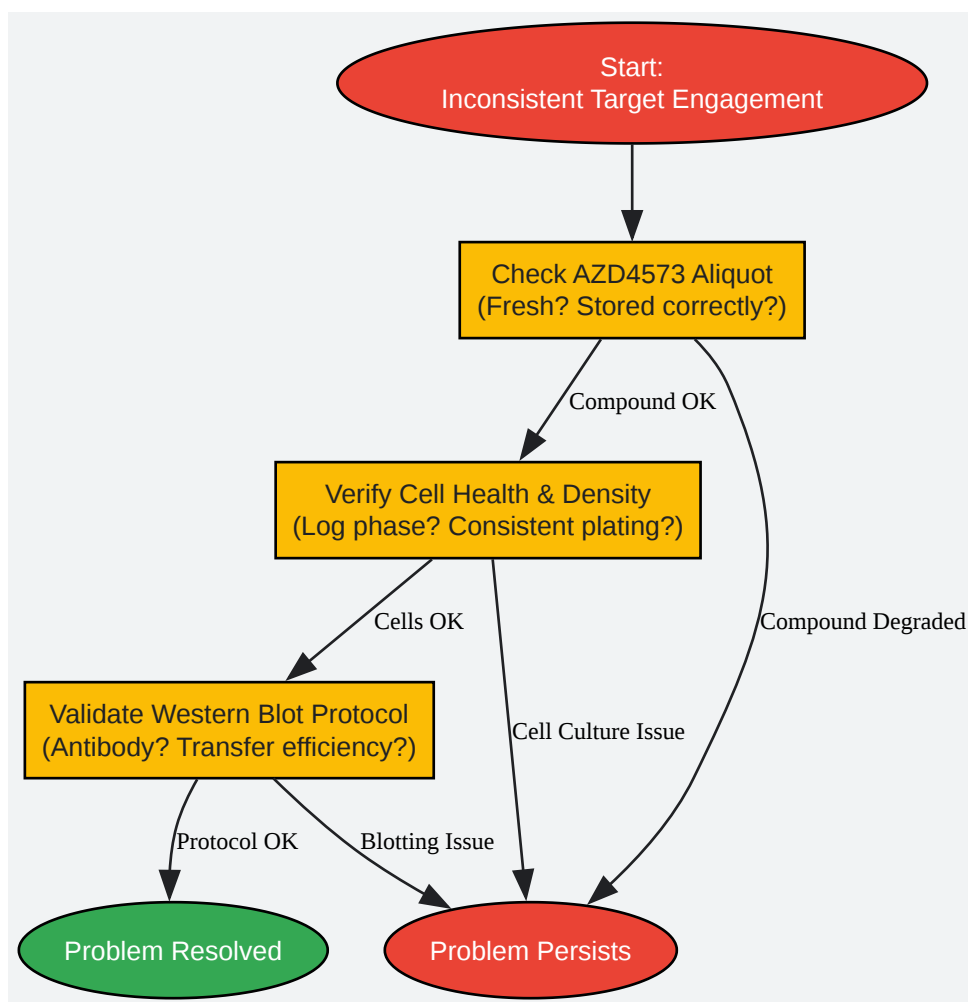 Start:
Inconsistent Target Engagement
Check AZD4573 Aliquot
(Fresh? Stored correctly?)
Compound OK
Verify Cell Health & Density
(Log phase? Consistent plating?)
Cells OK
Compound Degraded
Validate Western Blot Protocol
(Antibody? Transfer efficiency?)
Cell Culture Issue
Protocol OK
Blotting Issue
Problem Resolved
Problem Persists